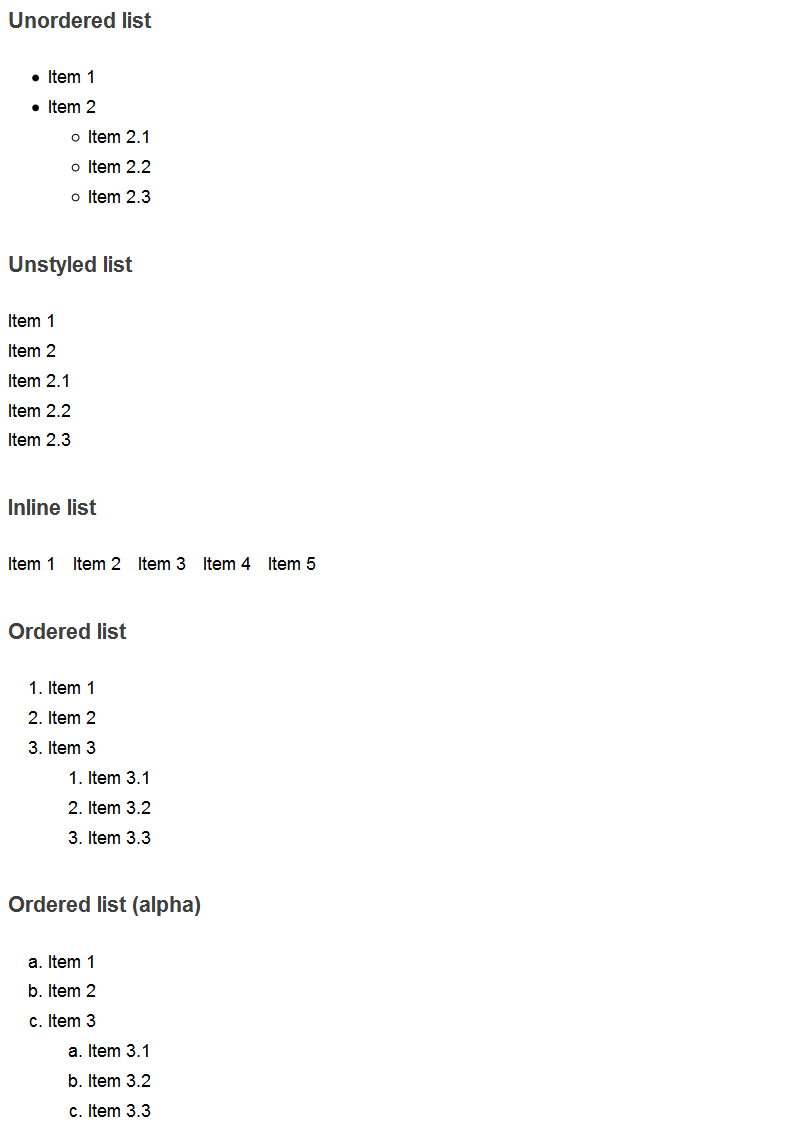 Unordered list
• Item 1
• Item 2
◦ Item 2.1
◦ Item 2.2
◦ Item 2.3
Unstyled list
Item 1
Item 2
Item 2.1
Item 2.2
Item 2.3
Inline list
Item 1 Item 2 Item 3 Item 4 Item 5
Ordered list
1. Item 1
2. Item 2
3. Item 3
1. Item 3.1
2. Item 3.2
3. Item 3.3
Ordered list (alpha)
a. Item 1
b. Item 2
c. Item 3
a. Item 3.1
b. Item 3.2
c. Item 3.3